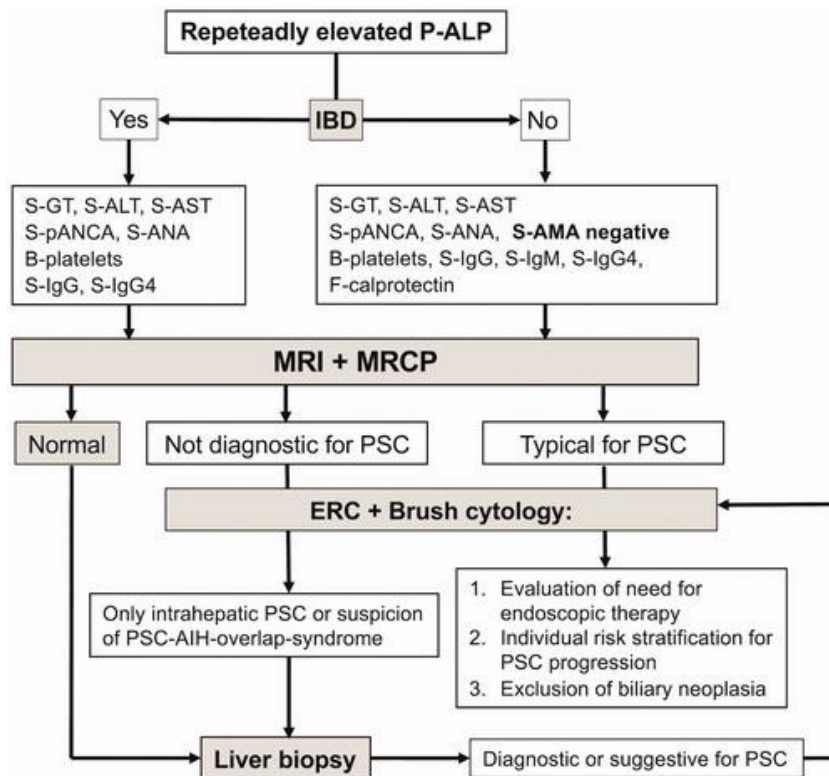 Repeteadly elevated P-ALP
Yes
IBD
No
S-GT, S-ALT, S-AST
S-pANCA, S-ANA
B-platelets
S-IgG, S-IgG4
S-GT, S-ALT, S-AST
S-pANCA, S-ANA, S-AMA negative
B-platelets, S-IgG, S-IgM, S-IgG4,
F-calprotectin
MRI + MRCP
Normal
Not diagnostic for PSC
Typical for PSC
ERC + Brush cytology:
Only intrahepatic PSC or suspicion
of PSC-AIH-overlap-syndrome
1. Evaluation of need for
endoscopic therapy
2. Individual risk stratification for
PSC progression
3. Exclusion of biliary neoplasia
Liver biopsy
Diagnostic or suggestive for PSC